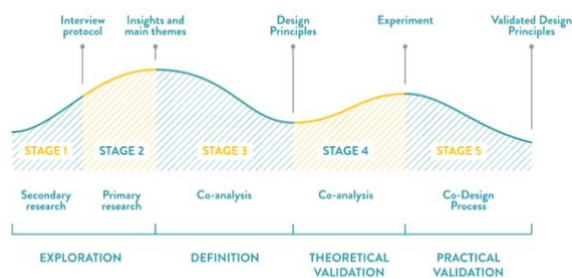 Interview
protocol
Insights and
main themes
Design
Principles
Experiment
Validated Design
Principles
STAGE 1
STAGE 2
STAGE 3
STAGE 4
STAGE 5
Secondary
research
Primary
research
Co-analysis
Co-analysis
Co-Design
Process
EXPLORATION
DEFINITION
THEORETICAL
VALIDATION
PRACTICAL
VALIDATION